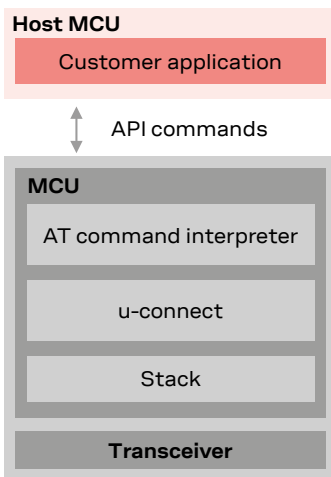 Host MCU
Customer application
API commands
MCU
AT command interpreter
u-connect
Stack
Transceiver